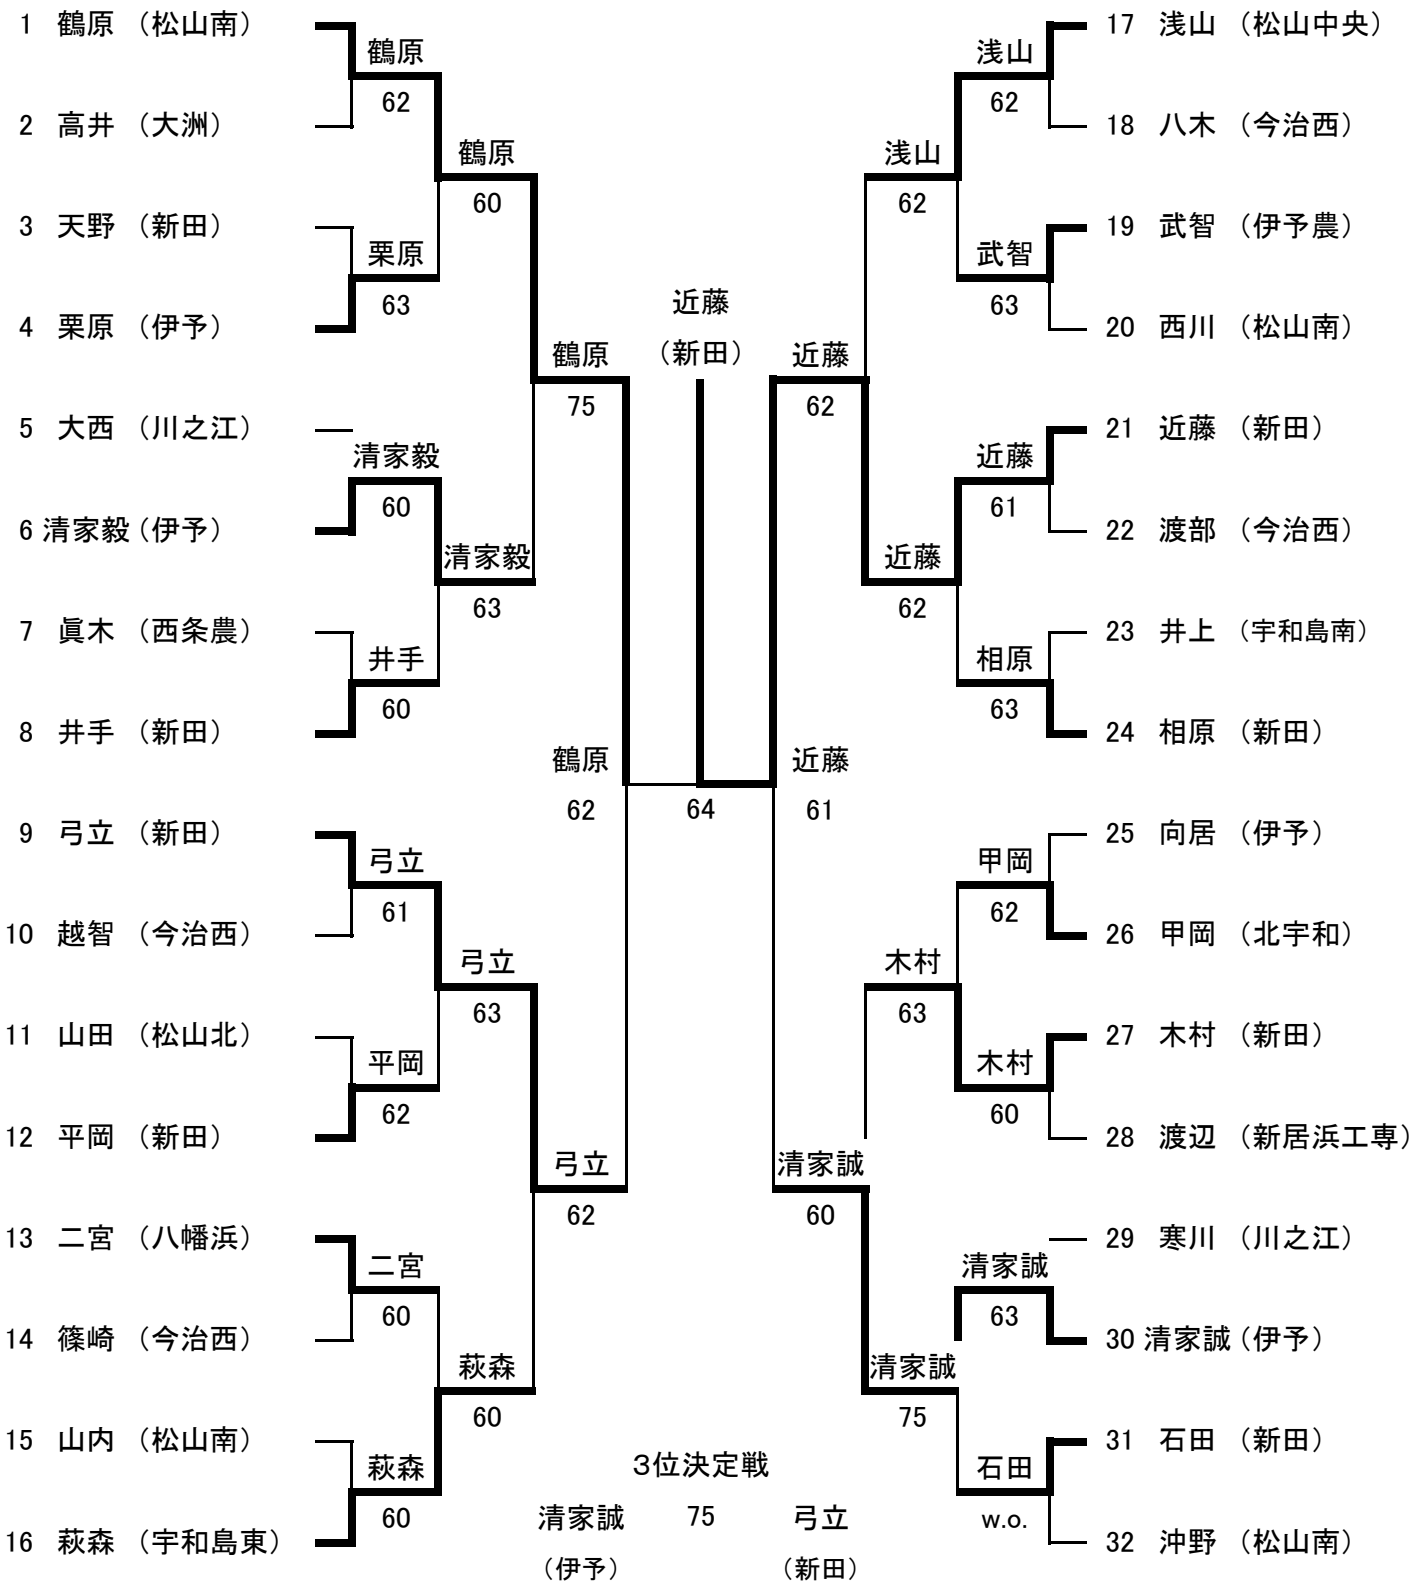 1 鶴原 （松山南）
鶴原
62
2 高井 （大洲）
鶴原
60
3 天野 （新田）
栗原
63
4 栗原 （伊予）
鶴原
75
5 大西 （川之江）
清家毅
60
6 清家毅（伊予）
清家毅
63
7 眞木 （西条農）
井手
60
8 井手 （新田）
鶴原
62
9 弓立 （新田）
弓立
61
10 越智 （今治西）
弓立
63
11 山田 （松山北）
平岡
62
12 平岡 （新田）
弓立
62
13 二宮 （八幡浜）
二宮
60
14 篠崎 （今治西）
萩森
60
15 山内 （松山南）
萩森
60
16 萩森 （宇和島東）
近藤
（新田）
64
17 浅山 （松山中央）
浅山
62
18 八木 （今治西）
浅山
62
19 武智 （伊予農）
武智
63
20 西川 （松山南）
近藤
62
21 近藤 （新田）
近藤
61
22 渡部 （今治西）
近藤
62
23 井上 （宇和島南）
相原
63
24 相原 （新田）
近藤
61
25 向居 （伊予）
甲岡
62
26 甲岡 （北宇和）
木村
63
27 木村 （新田）
木村
60
28 渡辺 （新居浜工専）
清家誠
60
29 寒川 （川之江）
清家誠
63
30 清家誠（伊予）
清家誠
75
31 石田 （新田）
石田
w.o.
32 沖野 （松山南）
3位決定戦
清家誠 75 弓立
（伊予） （新田）